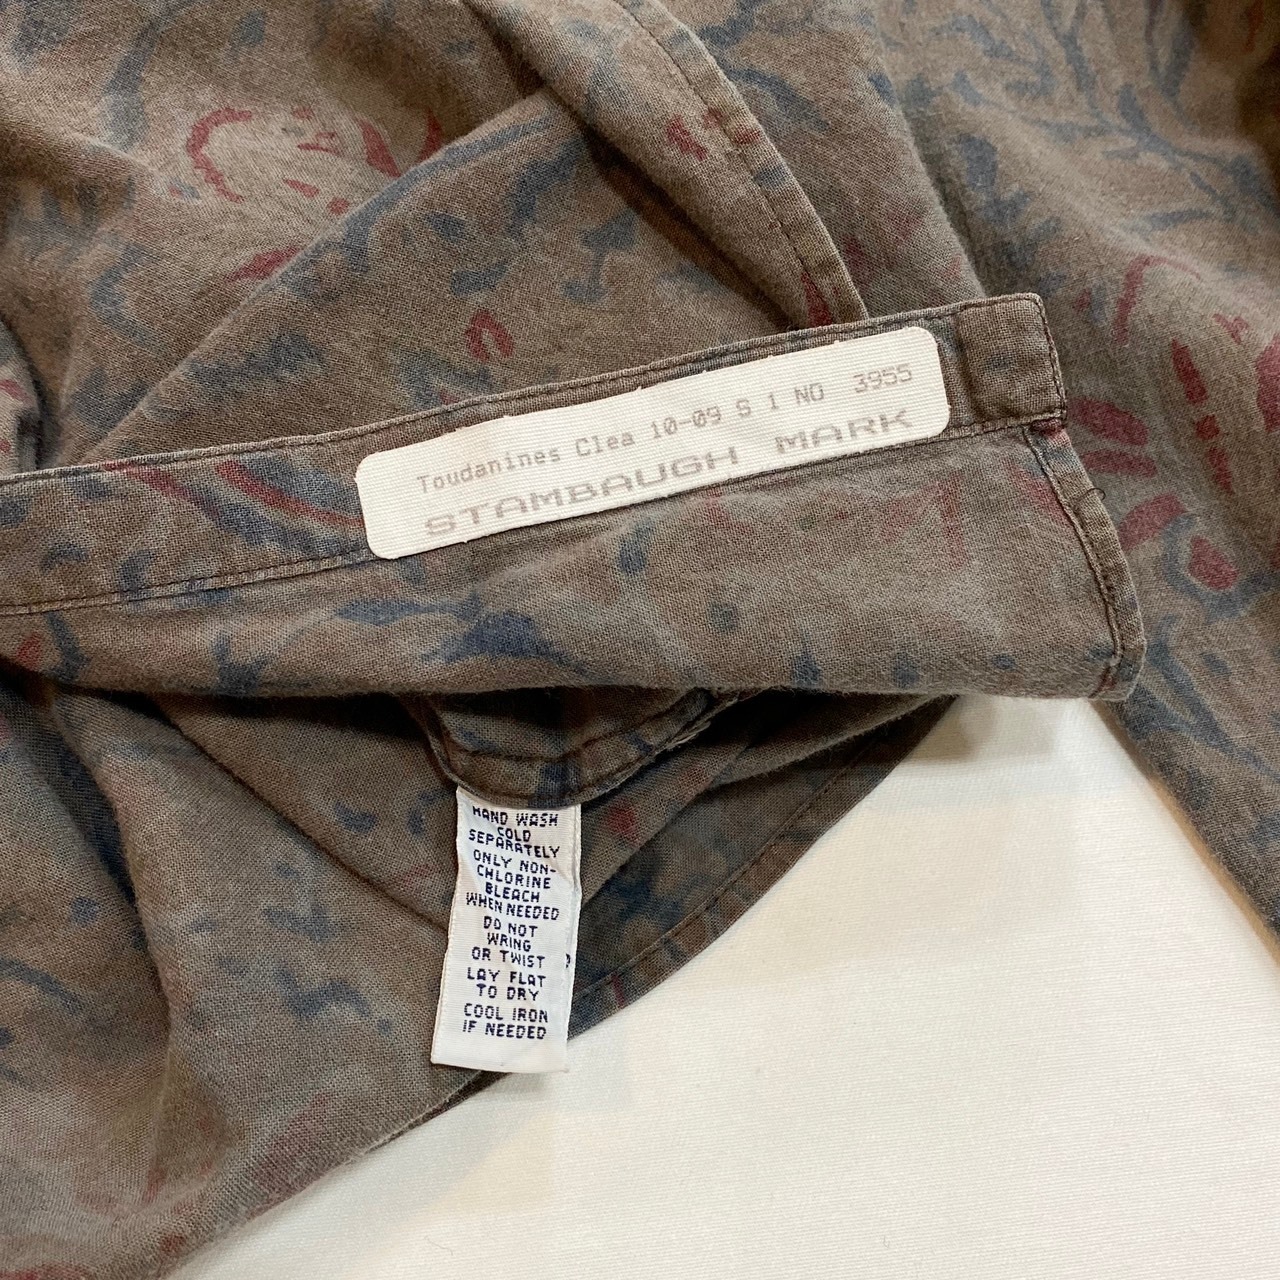 Toudanines Clea 10-09 S 1 NO 3955
STAMBAUGH MARK
HAND WASH
COLD
SEPARATELY
ONLY NON-
CHLORINE
BLEACH
WHEN NEEDED
DO NOT
WRING
OR TWIST
LAY FLAT
TO DRY
COOL IRON
IF NEEDED